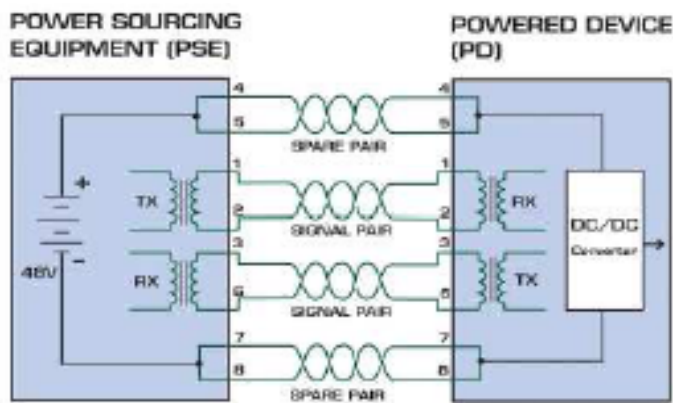 POWER SOURCING
EQUIPMENT (PSE)
POWERED DEVICE
(PD)
4
4
5
5
SPARE PAIR
1
1
+
TX
RX
2
2
SIGNAL PAIR
DC/DC
Converter
3
3
-
48V
RX
TX
6
6
SIGNAL PAIR
7
7
8
8
SPARE PAIR